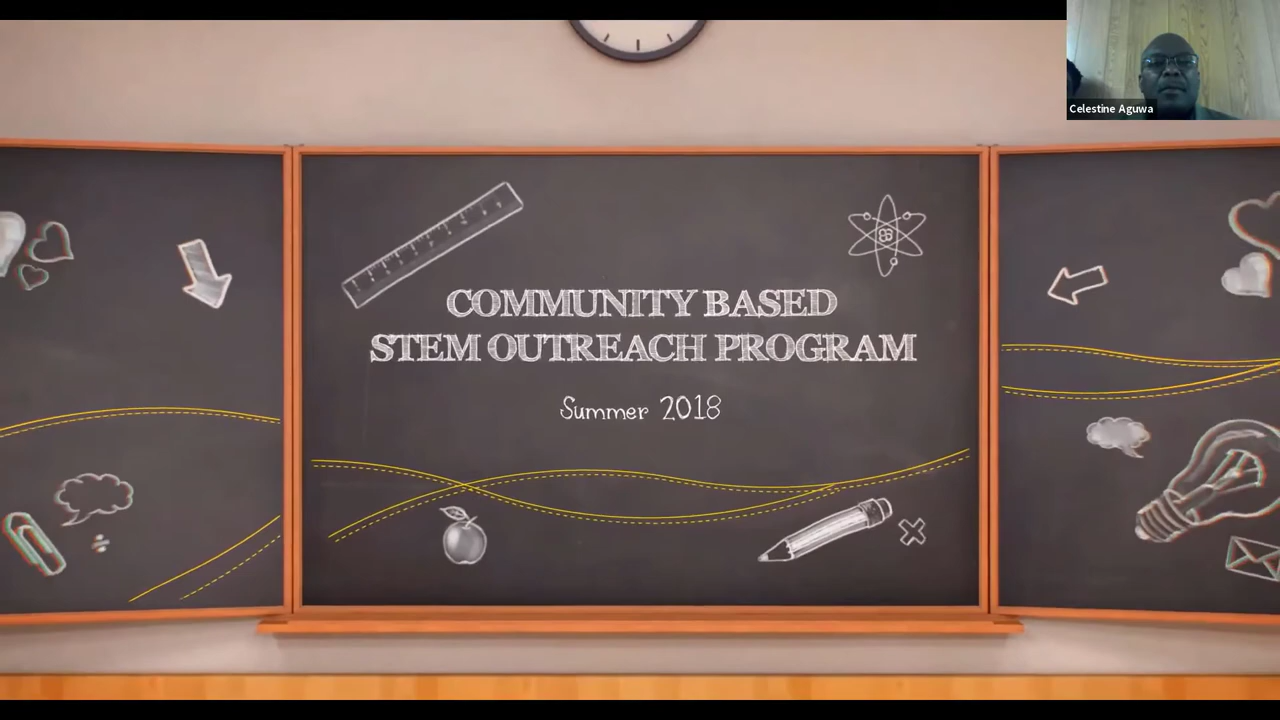 Celestine Aguwa
COMMUNITY BASED
STEM OUTREACH PROGRAM
Summer 2018